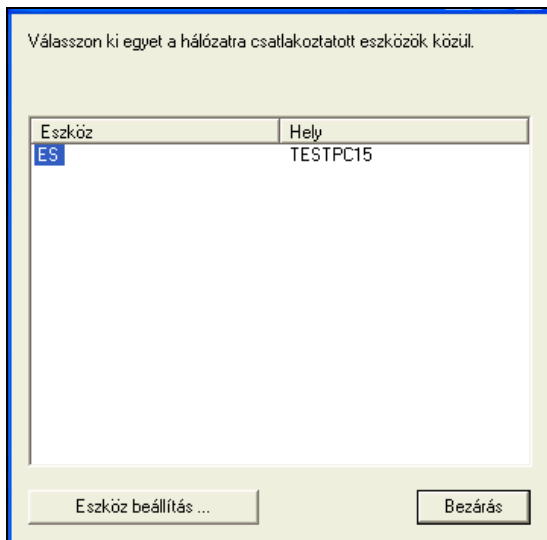 Válasszon ki egyet a hálózatra csatlakoztatott eszközök közül.
Eszköz Hely
ES TESTPC15
Eszköz beállítás ... Bezárás